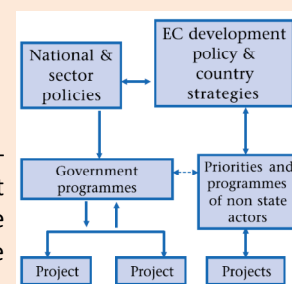 National &
sector
policies
EC development
policy &
country
strategies
Government
programmes
Priorities and
programmes
of non state
actors
Project
Project
Projects